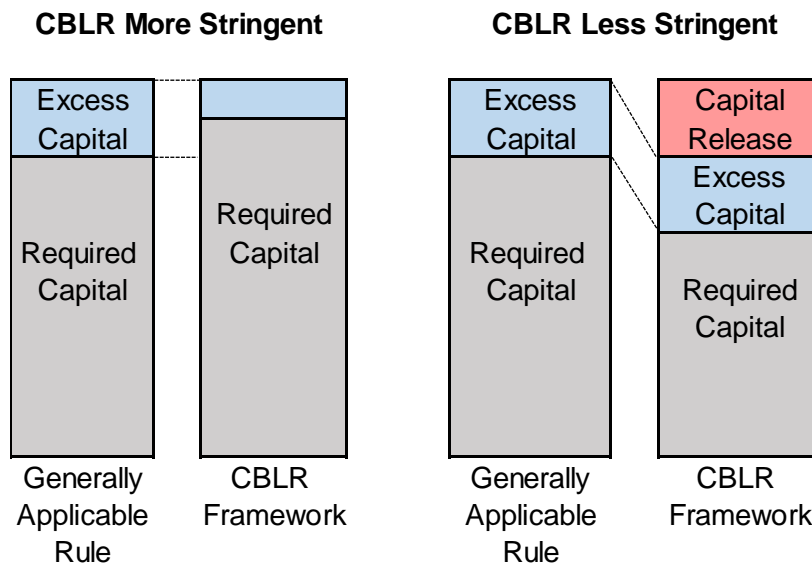 CBLR More Stringent
Excess
Capital
Required
Capital
Required
Capital
Generally
Applicable
Rule
CBLR
Framework
CBLR Less Stringent
Excess
Capital
Required
Capital
Capital
Release
Excess
Capital
Required
Capital
Generally
Applicable
Rule
CBLR
Framework